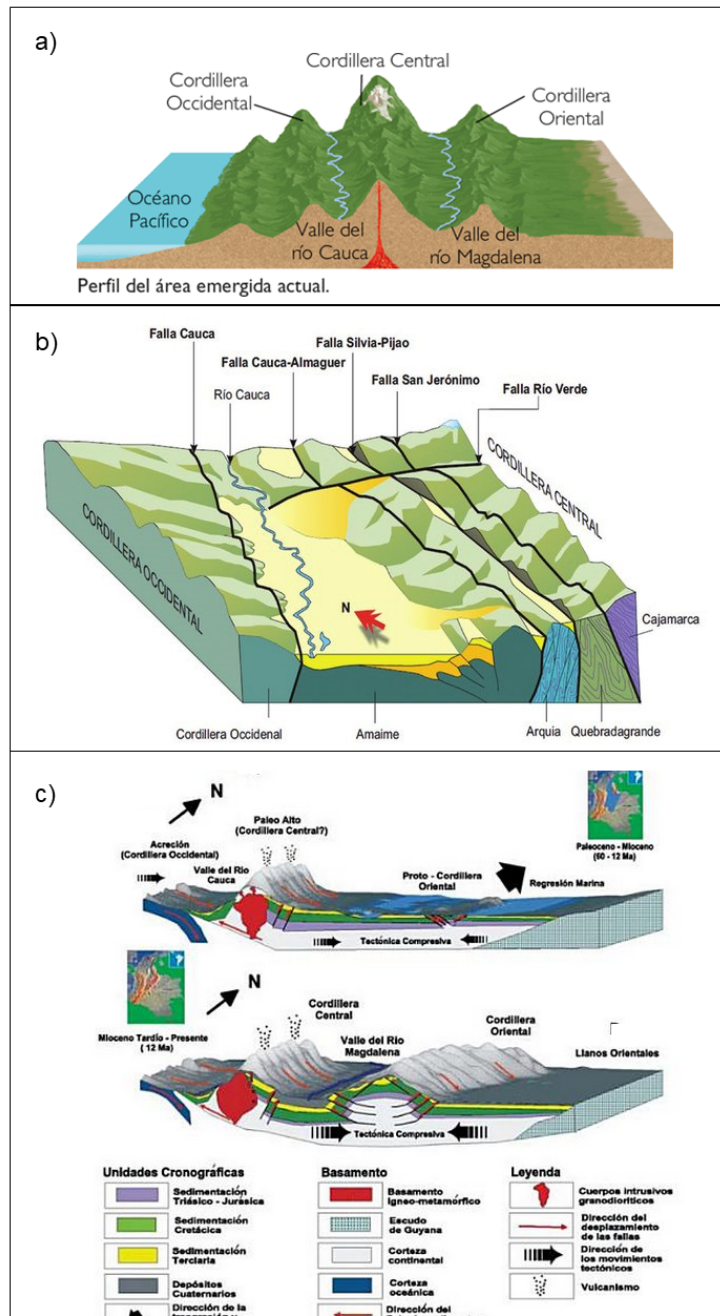 a)
Cordillera Central
Cordillera
Occidental
Cordillera
Oriental
Océano
Pacífico
Valle del
río Cauca
Valle del
río Magdalena
Perfil del área emergida actual.
b)
Falla Cauca
Falla Silvia-Pijao
Falla Cauca-Almaguer
Falla San Jerónimo
Río Cauca
Falla Río Verde
CORDILLERA CENTRAL
CORDILLERA OCCIDENTAL
N
Cajamarca
Cordillera Occidenal
Amaime
Arquia
Quebradagrande
c)
N
Paleo Alto
(Cordillera Central?)
Acreción
(Cordillera Occidental)
Valle del Rio
Cauca
Paleoceno - Mioceno
(60 - 12 Ma)
Proto - Cordillera
Oriental
Regresión Marina
Tectónica Compresiva
N
Mioceno Tardío - Presente
( 12 Ma)
Cordillera
Central
Valle del Rio
Magdalena
Cordillera
Oriental
Llanos Orientales
Tectónica Compresiva
Unidades Cronográficas
Sedimentación
Triásico - Jurásica
Sedimentación
Cretácica
Sedimentación
Terciaria
Depósitos
Cuaternarios
Dirección de la
Basamento
Basamento
Igneo-metamórfico
Escudo
de Guyana
Corteza
continental
Corteza
oceánica
Dirección del
Leyenda
Cuerpos intrusivos
granodioríticos
Dirección del
desplazamiento
de las fallas
Dirección de
los movimientos
tectónicos
Vulcanismo